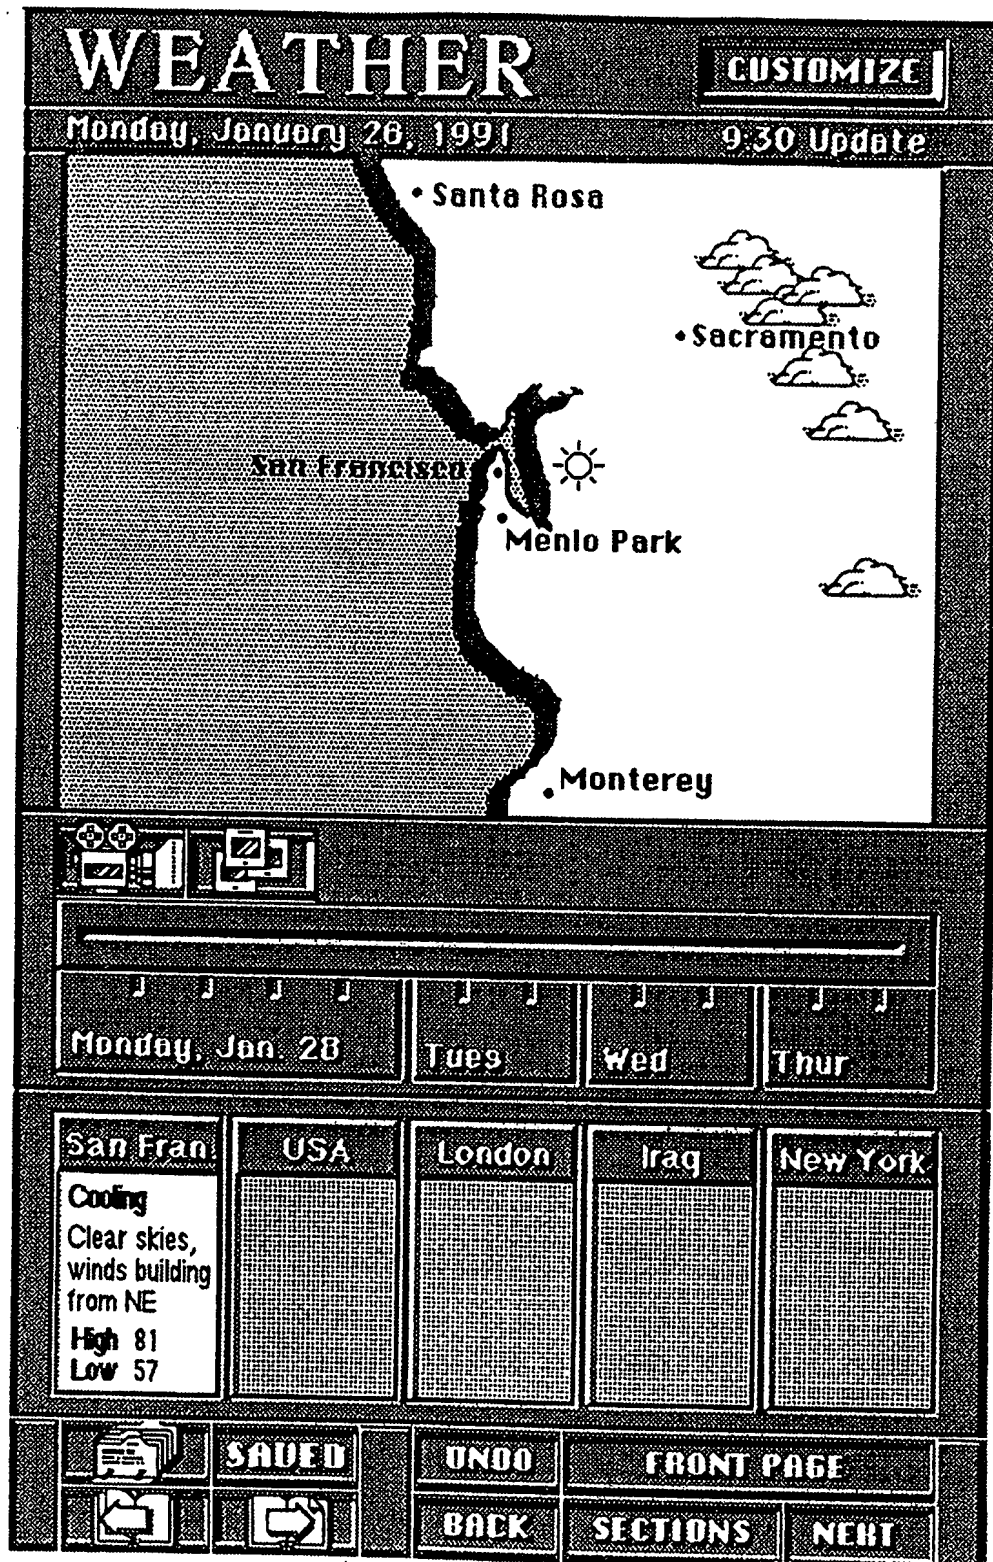 WEATHER
CUSTOMIZE
Monday, January 28, 1991
9:30 Update
Santa Rosa
Sacramento
San Francisco
Menlo Park
Monterey
Monday, Jan. 28
Tues
Wed
Thur
San Fran
USA
London
Iraq
New York
Cooling
Clear skies,
winds building
from NE
High 81
Low 57
SAVED
UNDO
FRONT PAGE
BACK
SECTIONS
NEXT